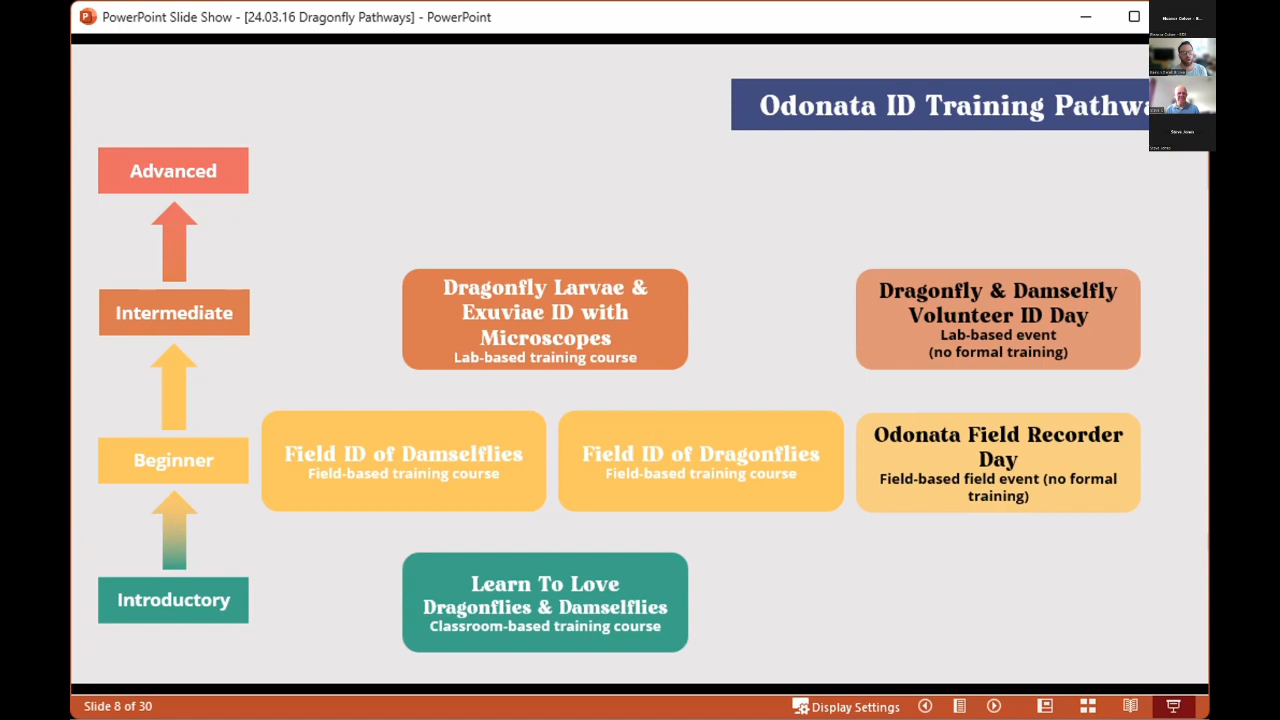 PowerPoint Slide Show - [24.03.16 Dragonfly Pathways] - PowerPoint
Odonata ID Training Pathwa
Steve Jones
Steve Jones
Advanced
Intermediate
Beginner
Introductory
Dragonfly Larvae &
Exuviae ID with
Microscopes
Lab-based training course
Dragonfly & Damselfly
Volunteer ID Day
Lab-based event
(no formal training)
Field ID of Damselflies
Field-based training course
Field ID of Dragonflies
Field-based training course
Odonata Field Recorder
Day
Field-based field event (no formal
training)
Learn To Love
Dragonflies & Damselflies
Classroom-based training course
Slide 8 of 30
Display Settings